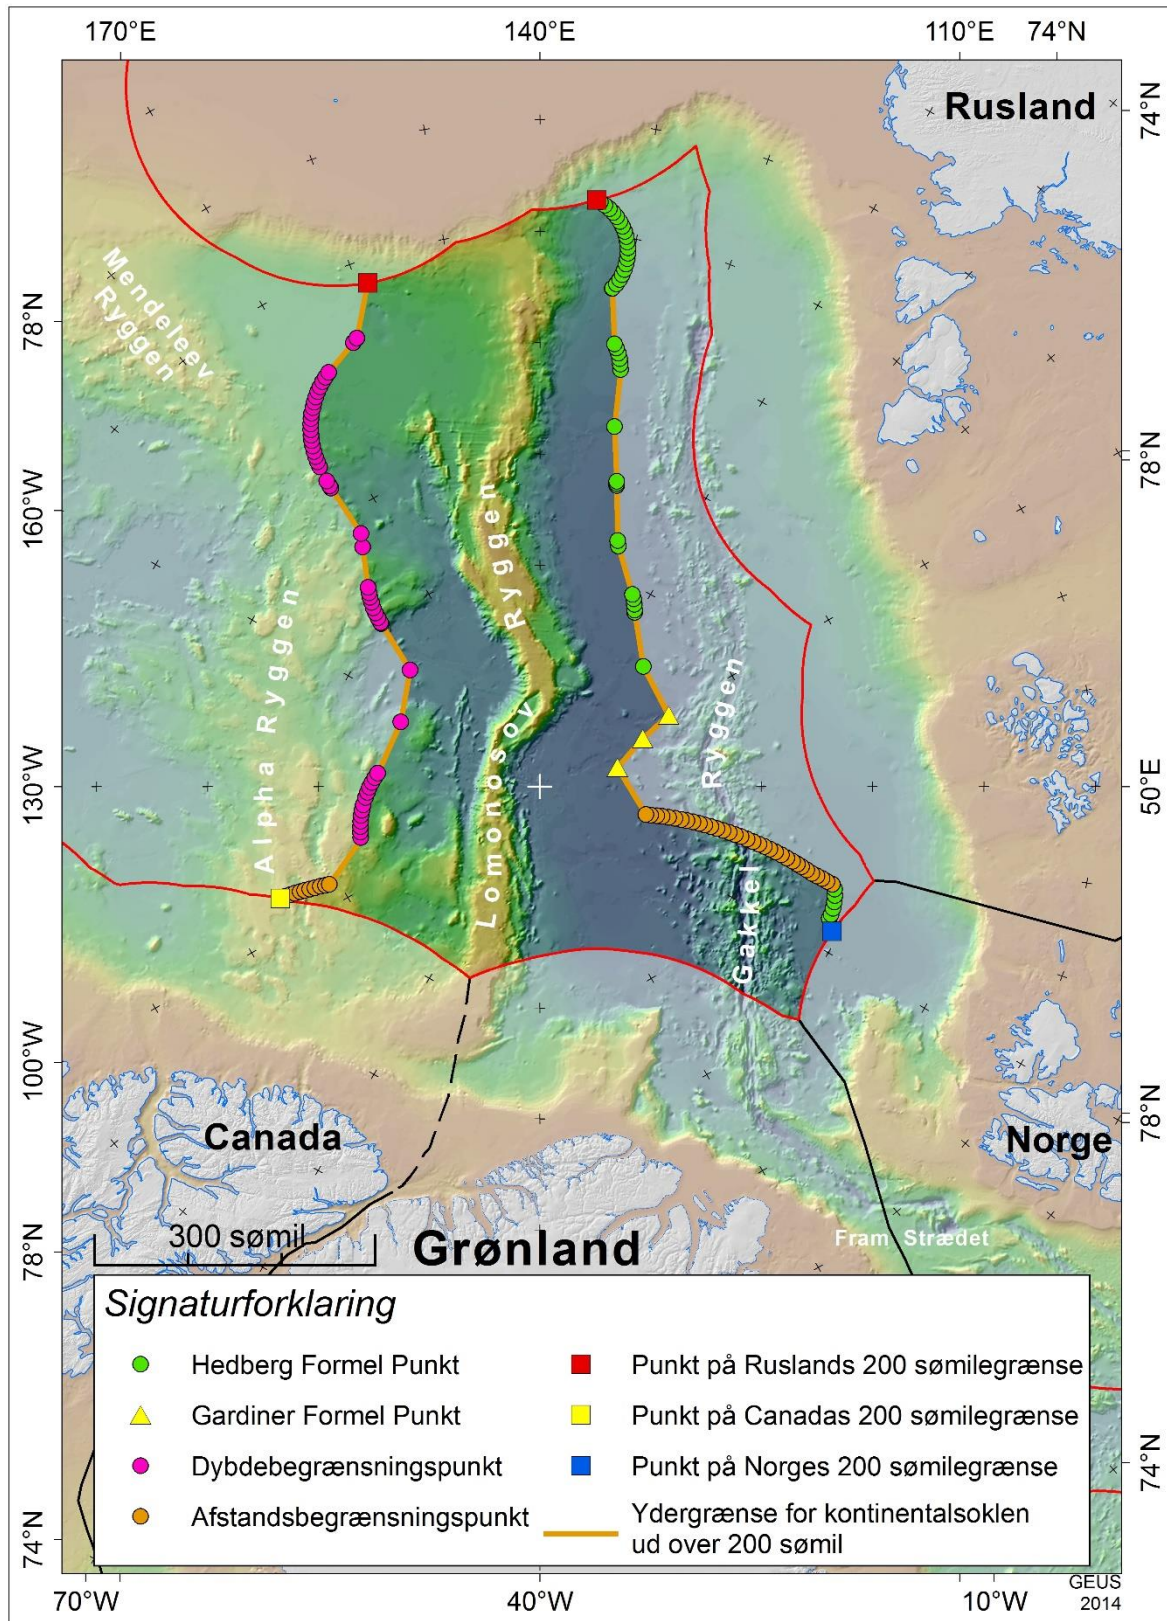 170°E 140°E 110°E 74°N
Rusland
74°N
Mendeleev
Ryggen
78°N
78°N
160°W
Alpha Ryggen
Lomonosov Ryggen
Gakkel Ryggen
130°W
50°E
100°W
78°N
Canada
Norge
300 sømil
Grønland
Fram Strædet
78°N
Signaturforklaring
Hedberg Formel Punkt
Gardiner Formel Punkt
Dybdebegrænsningspunkt
Afstandsbegrænsningspunkt
Punkt på Ruslands 200 sømilegrænse
Punkt på Canadas 200 sømilegrænse
Punkt på Norges 200 sømilegrænse
Ydergrænse for kontinentalsoklen
ud over 200 sømil
74°N
74°N
GEUS
2014
70°W 40°W 10°W